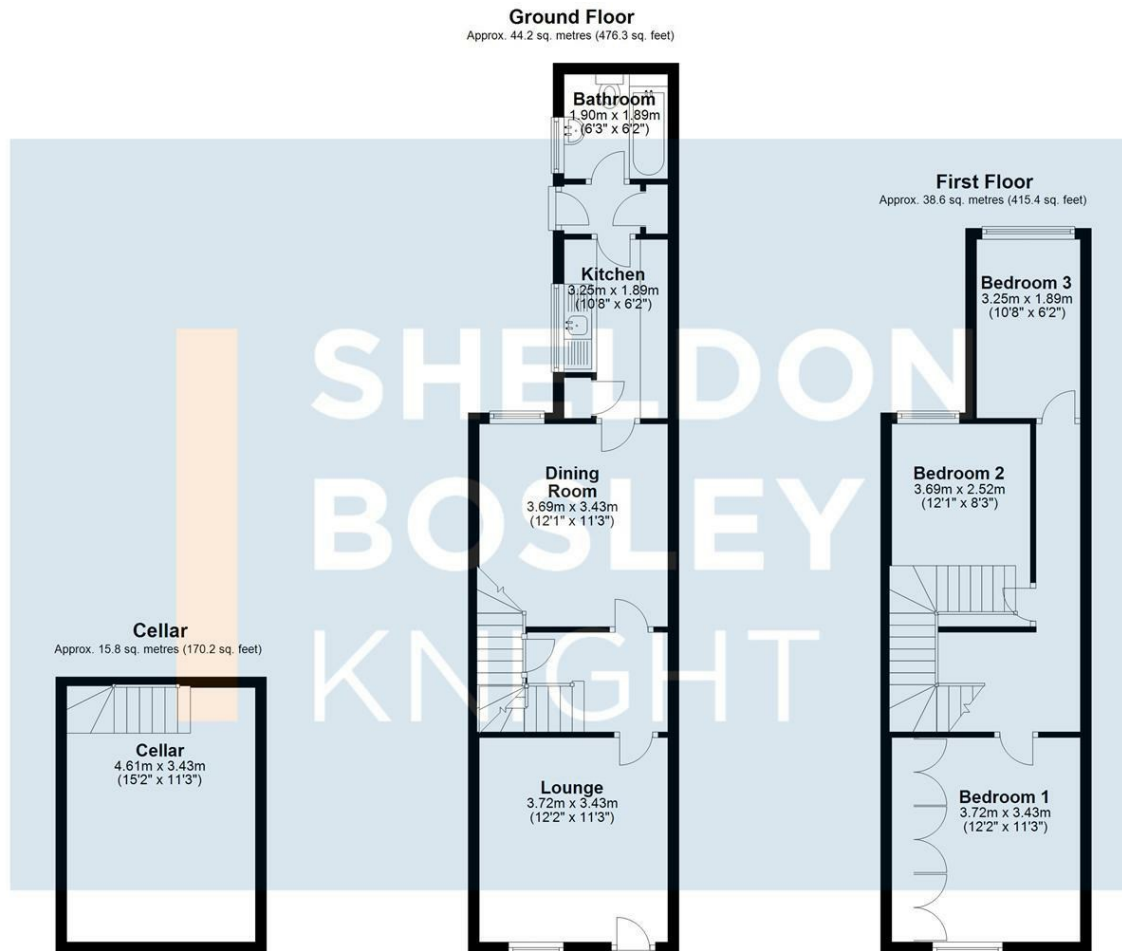 Ground Floor
Approx. 44.2 sq. metres (476.3 sq. feet)
Bathroom
1.90m x 1.89m
(6'3" x 6'2")
Kitchen
3.25m x 1.89m
(10'8" x 6'2")
Dining
Room
3.69m x 3.43m
(12'1" x 11'3")
Lounge
3.72m x 3.43m
(12'2" x 11'3")
First Floor
Approx. 38.6 sq. metres (415.4 sq. feet)
Bedroom 3
3.25m x 1.89m
(10'8" x 6'2")
Bedroom 2
3.69m x 2.52m
(12'1" x 8'3")
Bedroom 1
3.72m x 3.43m
(12'2" x 11'3")
Cellar
Approx. 15.8 sq. metres (170.2 sq. feet)
Cellar
4.61m x 3.43m
(15'2" x 11'3")
SHELDON
BOSLEY
KNIGHT